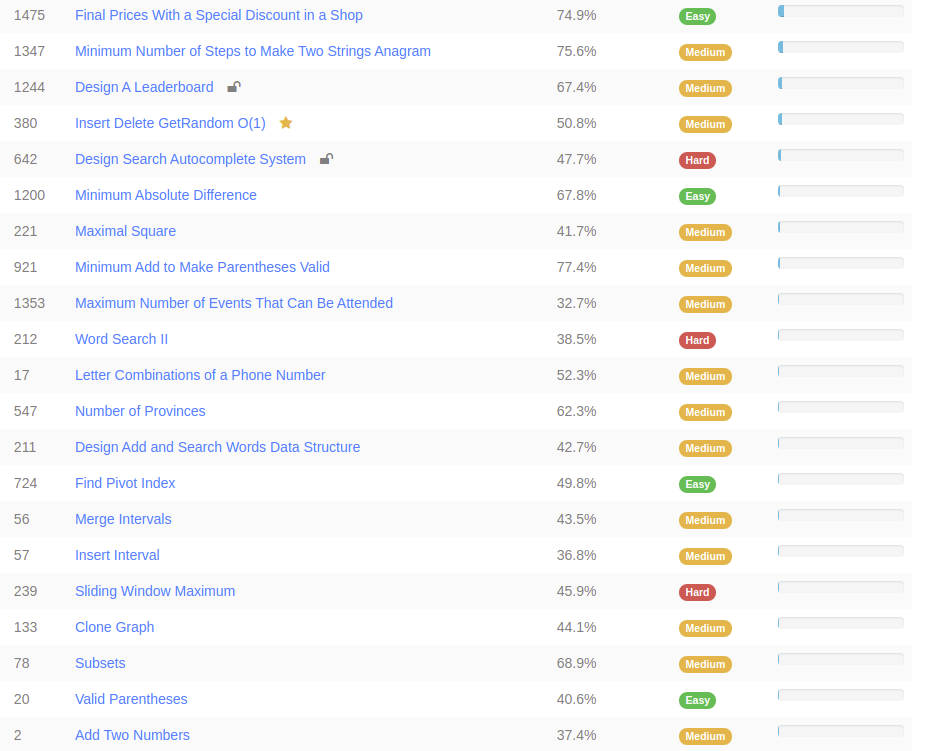 1475 Final Prices With a Special Discount in a Shop 74.9% Easy
1347 Minimum Number of Steps to Make Two Strings Anagram 75.6% Medium
1244 Design A Leaderboard 67.4% Medium
380 Insert Delete GetRandom O(1) 50.8% Medium
642 Design Search Autocomplete System 47.7% Hard
1200 Minimum Absolute Difference 67.8% Easy
221 Maximal Square 41.7% Medium
921 Minimum Add to Make Parentheses Valid 77.4% Medium
1353 Maximum Number of Events That Can Be Attended 32.7% Medium
212 Word Search II 38.5% Hard
17 Letter Combinations of a Phone Number 52.3% Medium
547 Number of Provinces 62.3% Medium
211 Design Add and Search Words Data Structure 42.7% Medium
724 Find Pivot Index 49.8% Easy
56 Merge Intervals 43.5% Medium
57 Insert Interval 36.8% Medium
239 Sliding Window Maximum 45.9% Hard
133 Clone Graph 44.1% Medium
78 Subsets 68.9% Medium
20 Valid Parentheses 40.6% Easy
2 Add Two Numbers 37.4% Medium